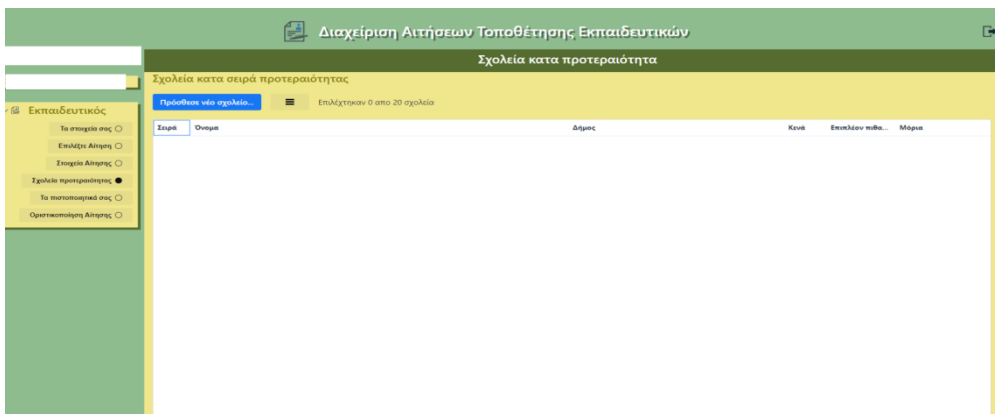 Διαχείριση Αιτήσεων Τοποθέτησης Εκπαιδευτικών
Σχολεία κατα προτεραιότητα
Σχολεία κατα σειρά προτεραιότητας
Πρόσθεσε νέο σχολείο... Επιλέχτηκαν 0 απο 20 σχολεία
Σειρά Όνομα Δήμος Κενά Επιπλέον πιθα... Μόρια
Εκπαιδευτικός
Τα στοιχεία σας
Επιλέξτε Αίτηση
Στοιχεία Αίτησης
Σχολεία προτεραιότητας
Τα πιστοποιητικά σας
Οριστικοποίηση Αίτησης